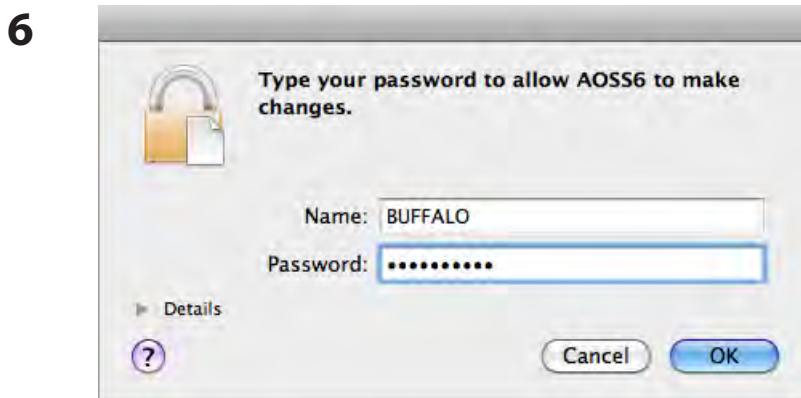 6
Type your password to allow AOSS6 to make
changes.
Name: BUFFALO
Password: ••••••••••
Details
?
Cancel OK